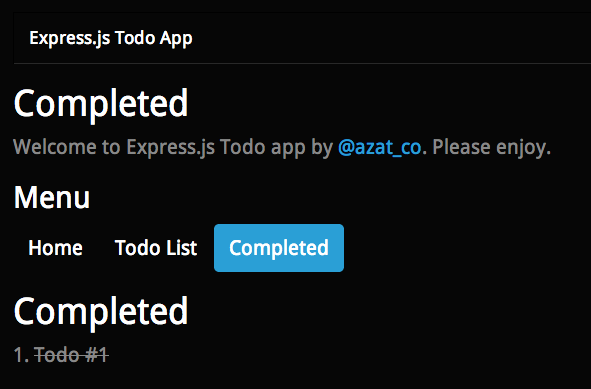 Express.js Todo App
Completed
Welcome to Express.js Todo app by @azat_co. Please enjoy.
Menu
Home Todo List Completed
Completed
1. Todo #1